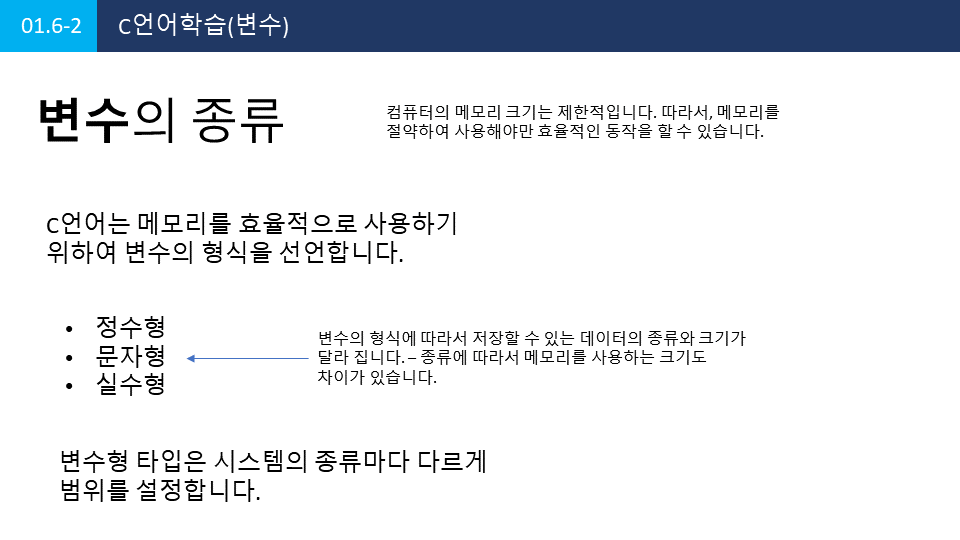 01.6-2
C언어학습(변수)
변수의 종류
컴퓨터의 메모리 크기는 제한적입니다. 따라서, 메모리를
절약하여 사용해야만 효율적인 동작을 할 수 있습니다.
C언어는 메모리를 효율적으로 사용하기
위하여 변수의 형식을 선언합니다.
• 정수형
• 문자형
• 실수형
변수의 형식에 따라서 저장할 수 있는 데이터의 종류와 크기가
달라 집니다. – 종류에 따라서 메모리를 사용하는 크기도
차이가 있습니다.
변수형 타입은 시스템의 종류마다 다르게
범위를 설정합니다.